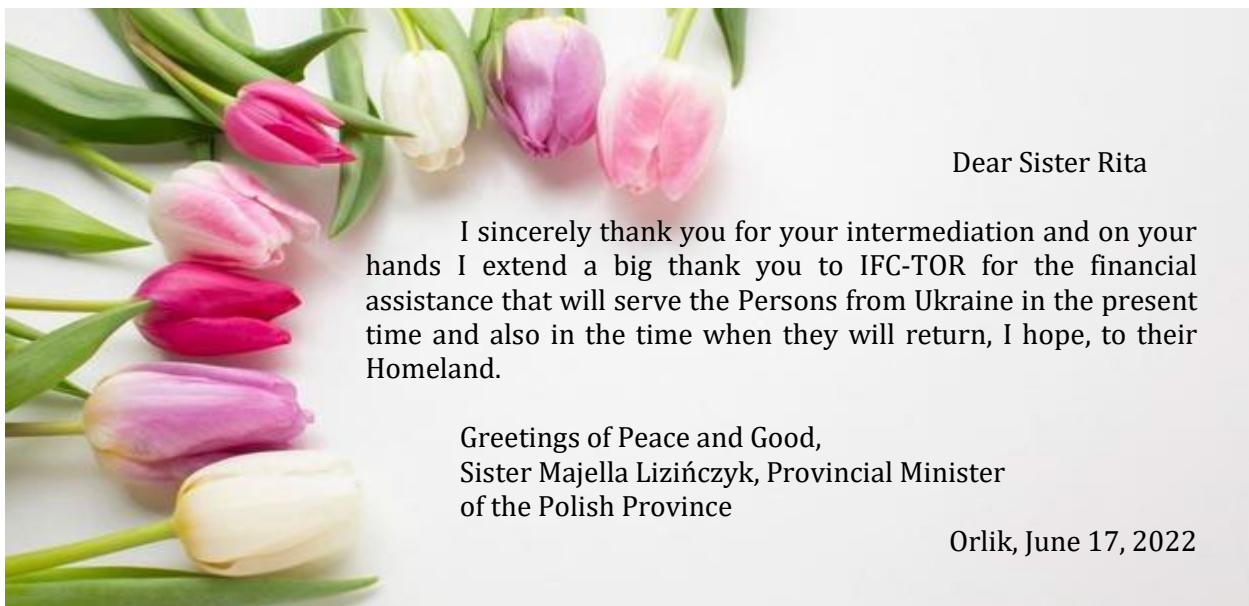 Dear Sister Rita
I sincerely thank you for your intermediation and on your
hands I extend a big thank you to IFC-TOR for the financial
assistance that will serve the Persons from Ukraine in the present
time and also in the time when they will return, I hope, to their
Homeland.
Greetings of Peace and Good,
Sister Majella Lizińczyk, Provincial Minister
of the Polish Province
Orlik, June 17, 2022